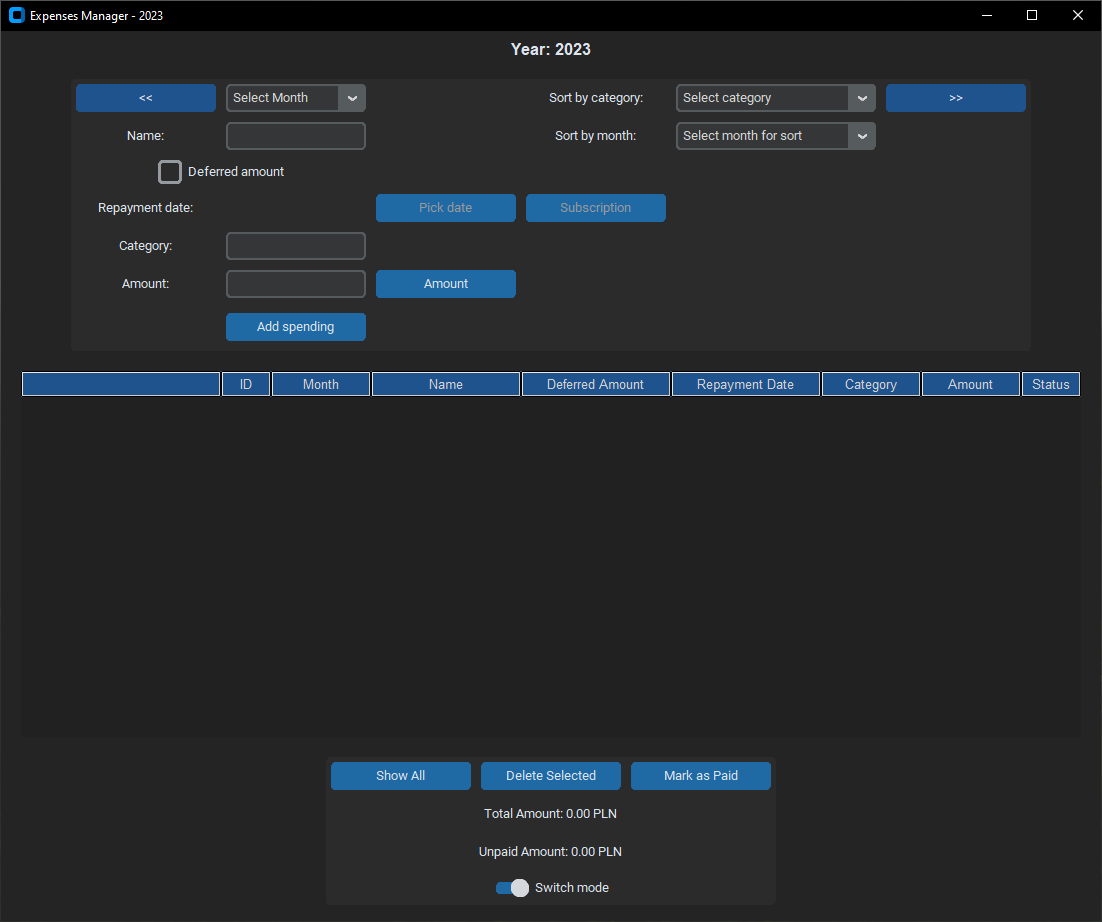 Expenses Manager - 2023
Year: 2023
<< Select Month Sort by category: Select category >>
Name: Sort by month: Select month for sort
Deferred amount
Repayment date: Pick date Subscription
Category:
Amount: Amount
Add spending
ID Month Name Deferred Amount Repayment Date Category Amount Status
Show All Delete Selected Mark as Paid
Total Amount: 0.00 PLN
Unpaid Amount: 0.00 PLN
Switch mode